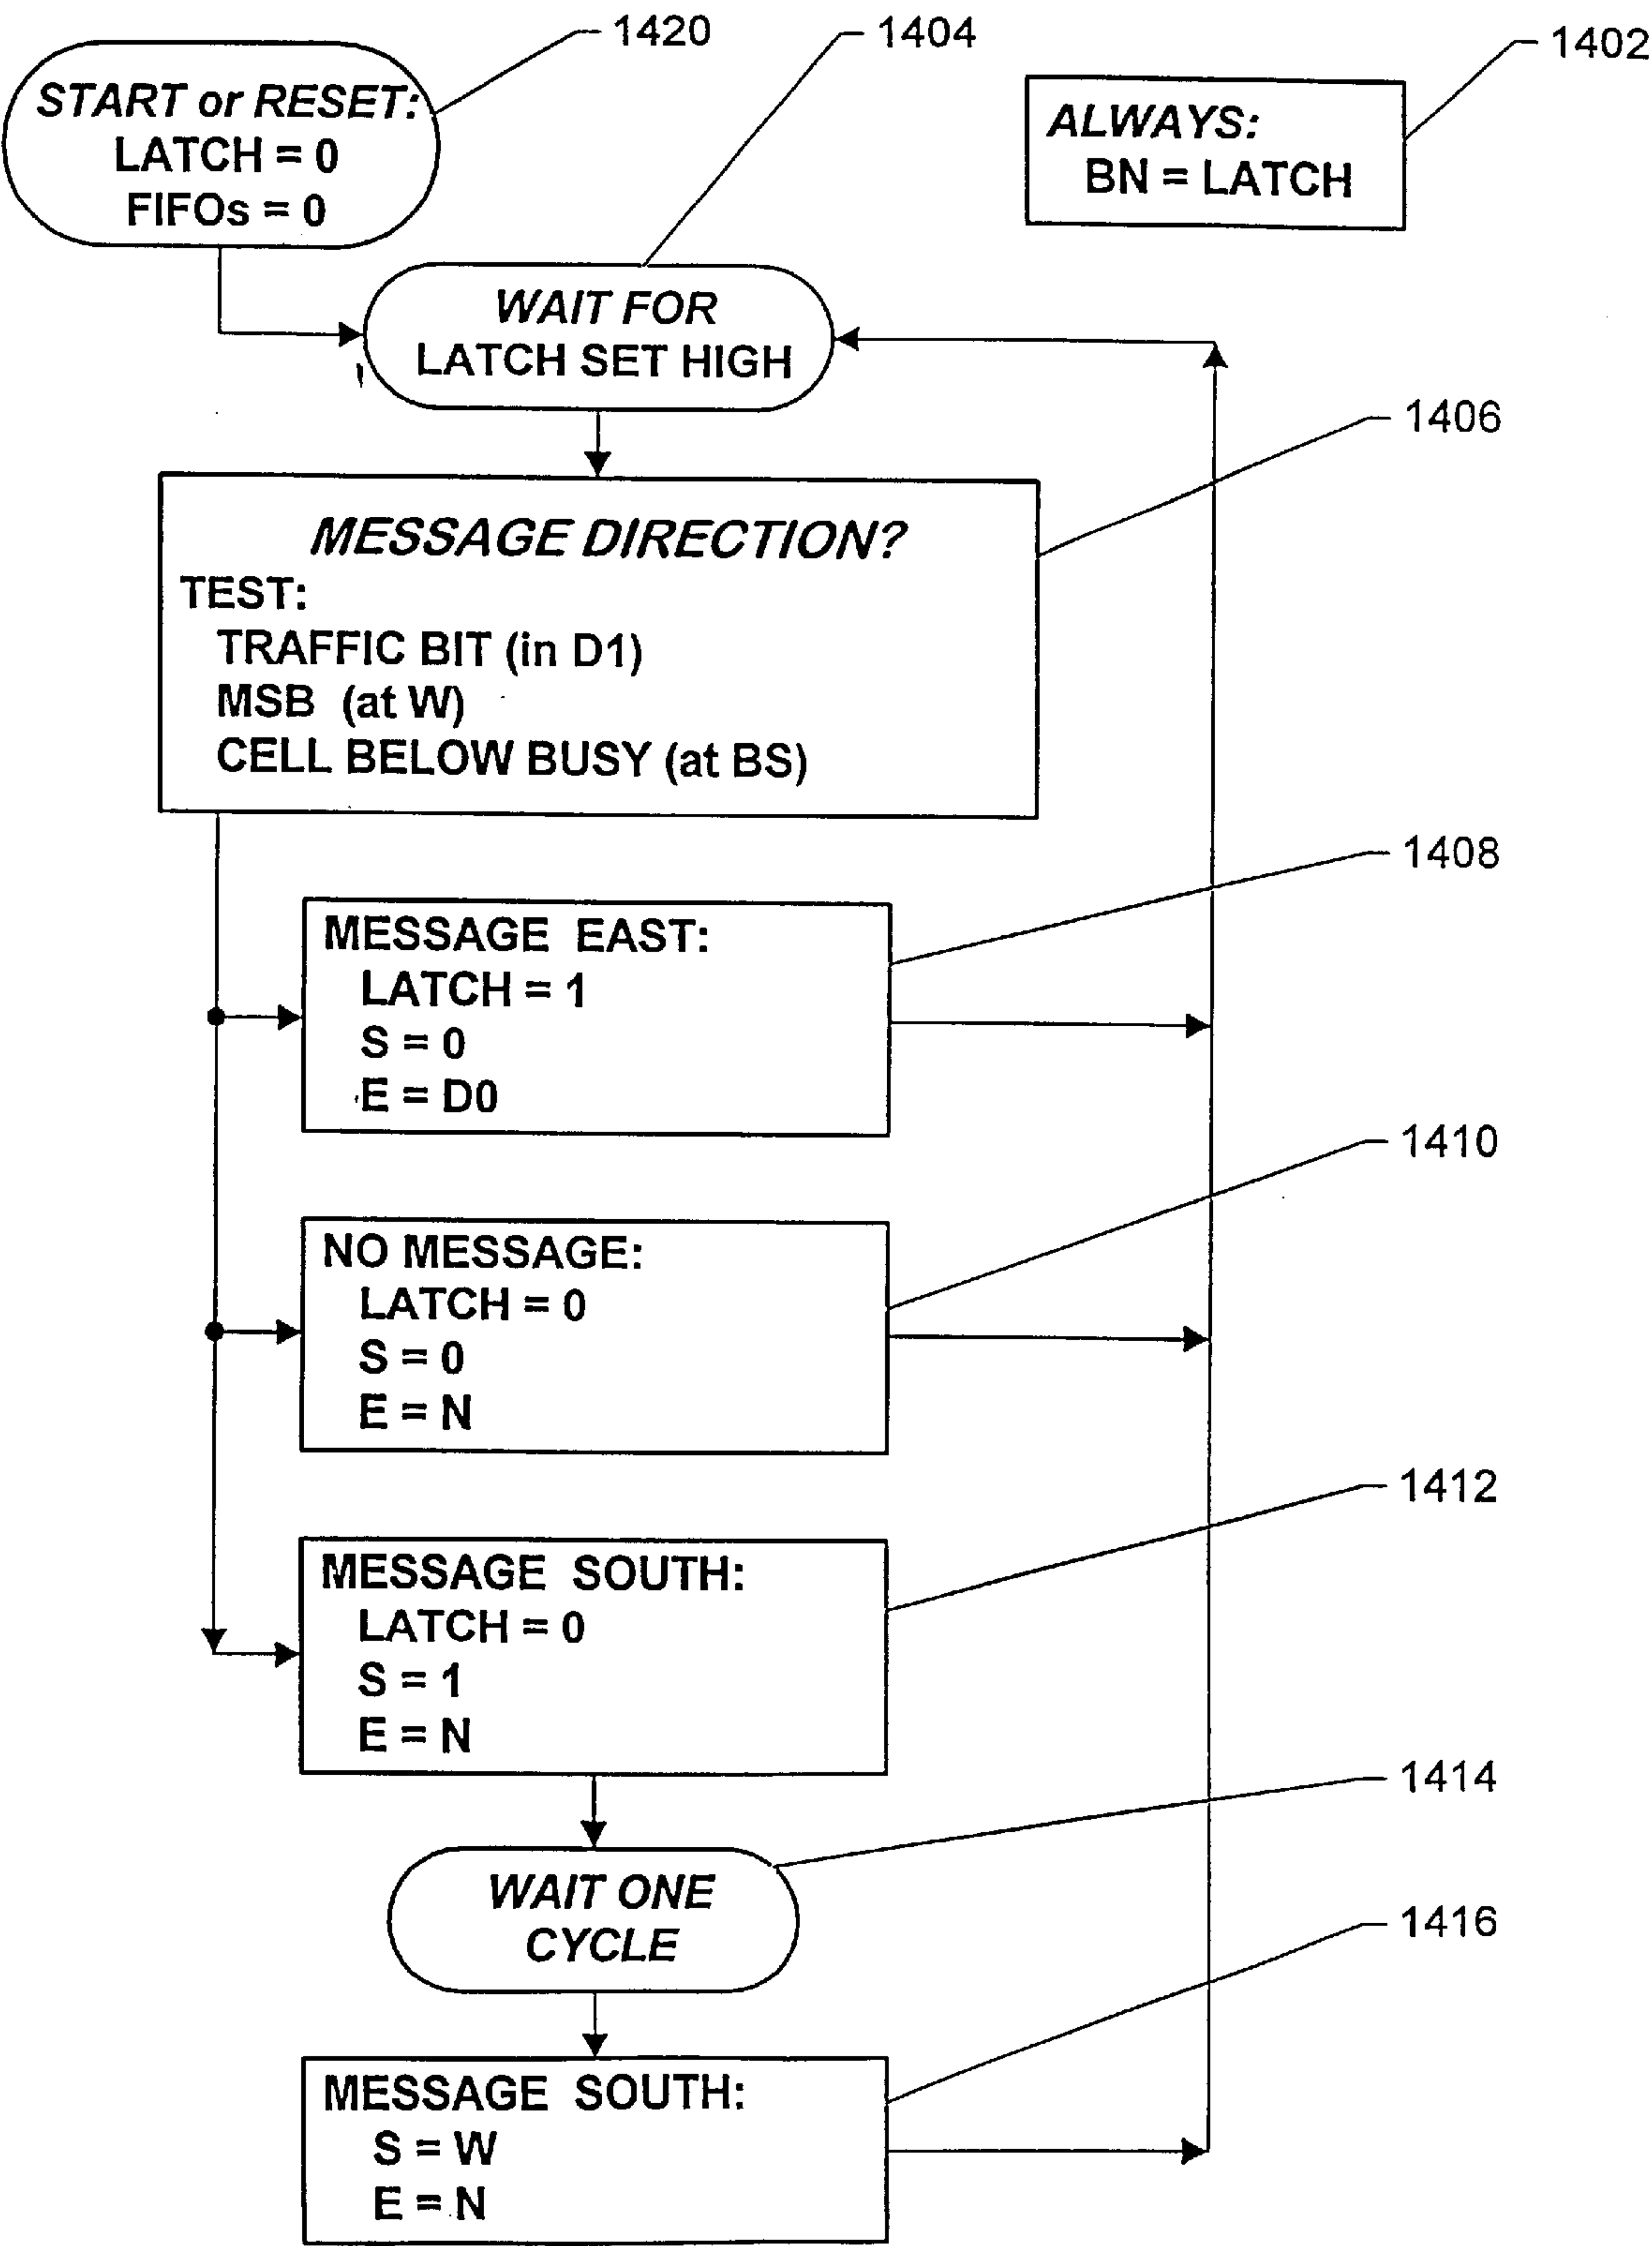 1420
START or RESET:
LATCH = 0
FIFOs = 0
1404
WAIT FOR
LATCH SET HIGH
1402
ALWAYS:
BN = LATCH
1406
MESSAGE DIRECTION?
TEST:
TRAFFIC BIT (in D1)
MSB (at W)
CELL BELOW BUSY (at BS)
1408
MESSAGE EAST:
LATCH = 1
S = 0
E = D0
1410
NO MESSAGE:
LATCH = 0
S = 0
E = N
1412
MESSAGE SOUTH:
LATCH = 0
S = 1
E = N
1414
WAIT ONE
CYCLE
1416
MESSAGE SOUTH:
S = W
E = N